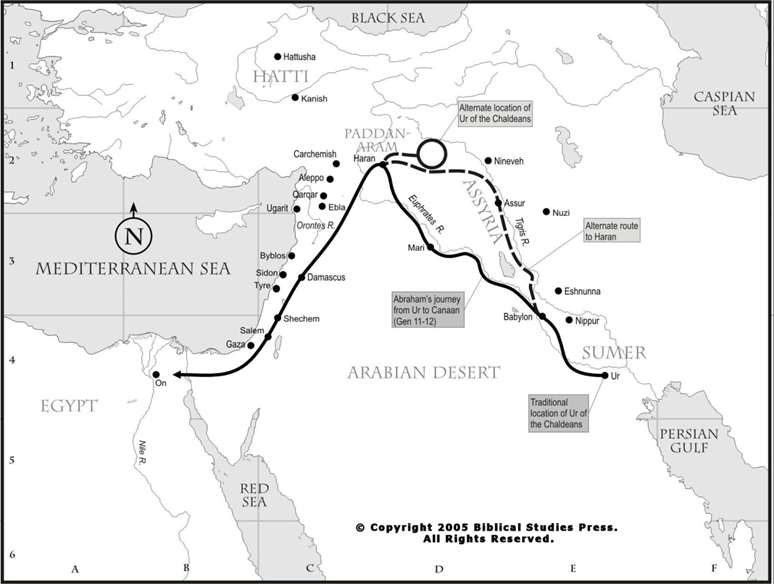 BLACK SEA
1
Hattusha
HATTI
Kanish
CASPIAN
SEA
Alternate location of
Ur of the Chaldeans
PADDAN-
ARAM
2
Carchemish
Haran
Nineveh
Aleppo
ASSYRIA
Qarqar
Ebla
Ugarit
Assur
Nuzi
Euphrates R.
Tigris R.
Orontes R.
N
Alternate route
to Haran
Mari
3
MEDITERRANEAN SEA
Byblos
Sidon
Damascus
Tyre
Eshnunna
Abraham's journey
from Ur to Canaan
(Gen 11-12)
Shechem
Babylon
Nippur
Salem
Gaza
SUMER
4
On
ARABIAN DESERT
Ur
EGYPT
Traditional
location of Ur of
the Chaldeans
Nile R.
PERSIAN
GULF
5
RED
SEA
© Copyright 2005 Biblical Studies Press.
All Rights Reserved.
6
A B C D E F